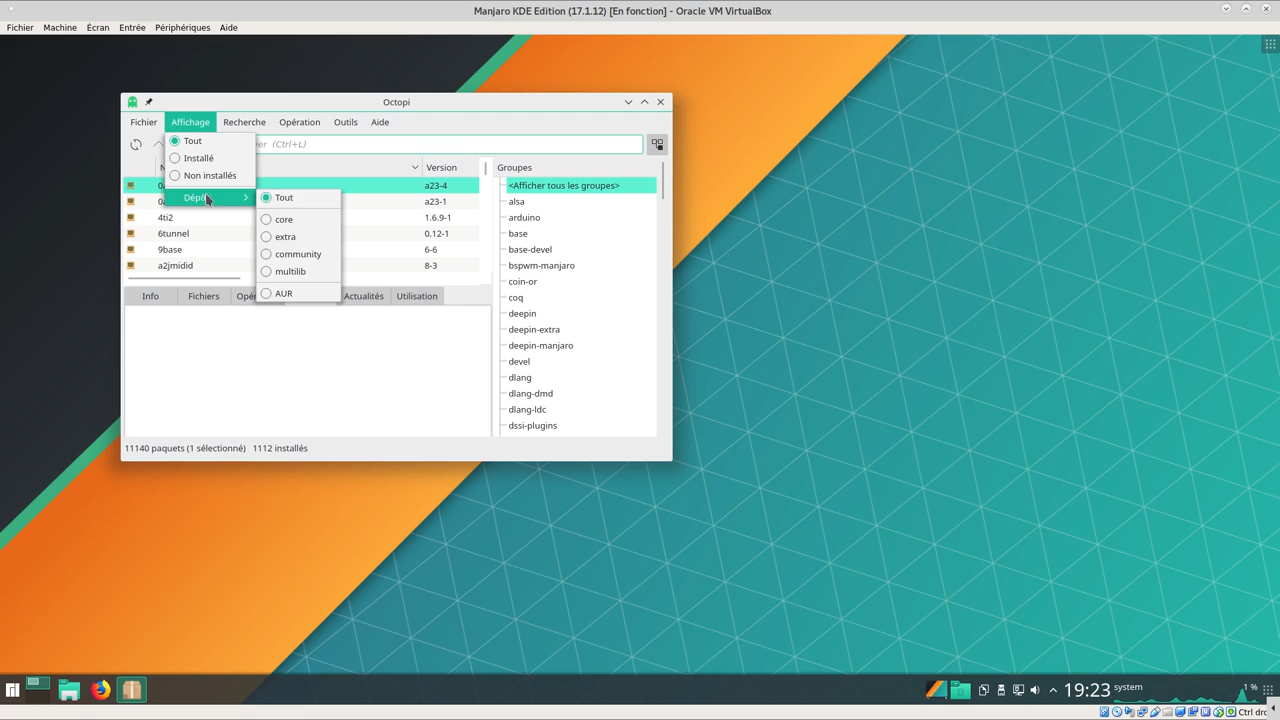 Manjaro KDE Edition (17.1.12) [En fonction] - Oracle VM VirtualBox
Fichier Machine Écran Entrée Périphériques Aide
Octopi
Fichier Affichage Recherche Opération Outils Aide
(Ctrl+L)
Tout
Installé
Non installés
Tout
core
extra
community
multilib
AUR
Version
a23-4
a23-1
4ti2 1.6.9-1
6tunnel 0.12-1
9base 6-6
a2jmidid 8-3
Groupes
<Afficher tous les groupes>
alsa
arduino
base
base-devel
bspwm-manjaro
coin-or
coq
deepin
deepin-extra
deepin-manjaro
devel
dlang
dlang-dmd
dlang-ldc
dssi-plugins
Info Fichiers Actualités Utilisation
11140 paquets (1 sélectionné) 1112 installés
19:23 system 1 %
Ctrl